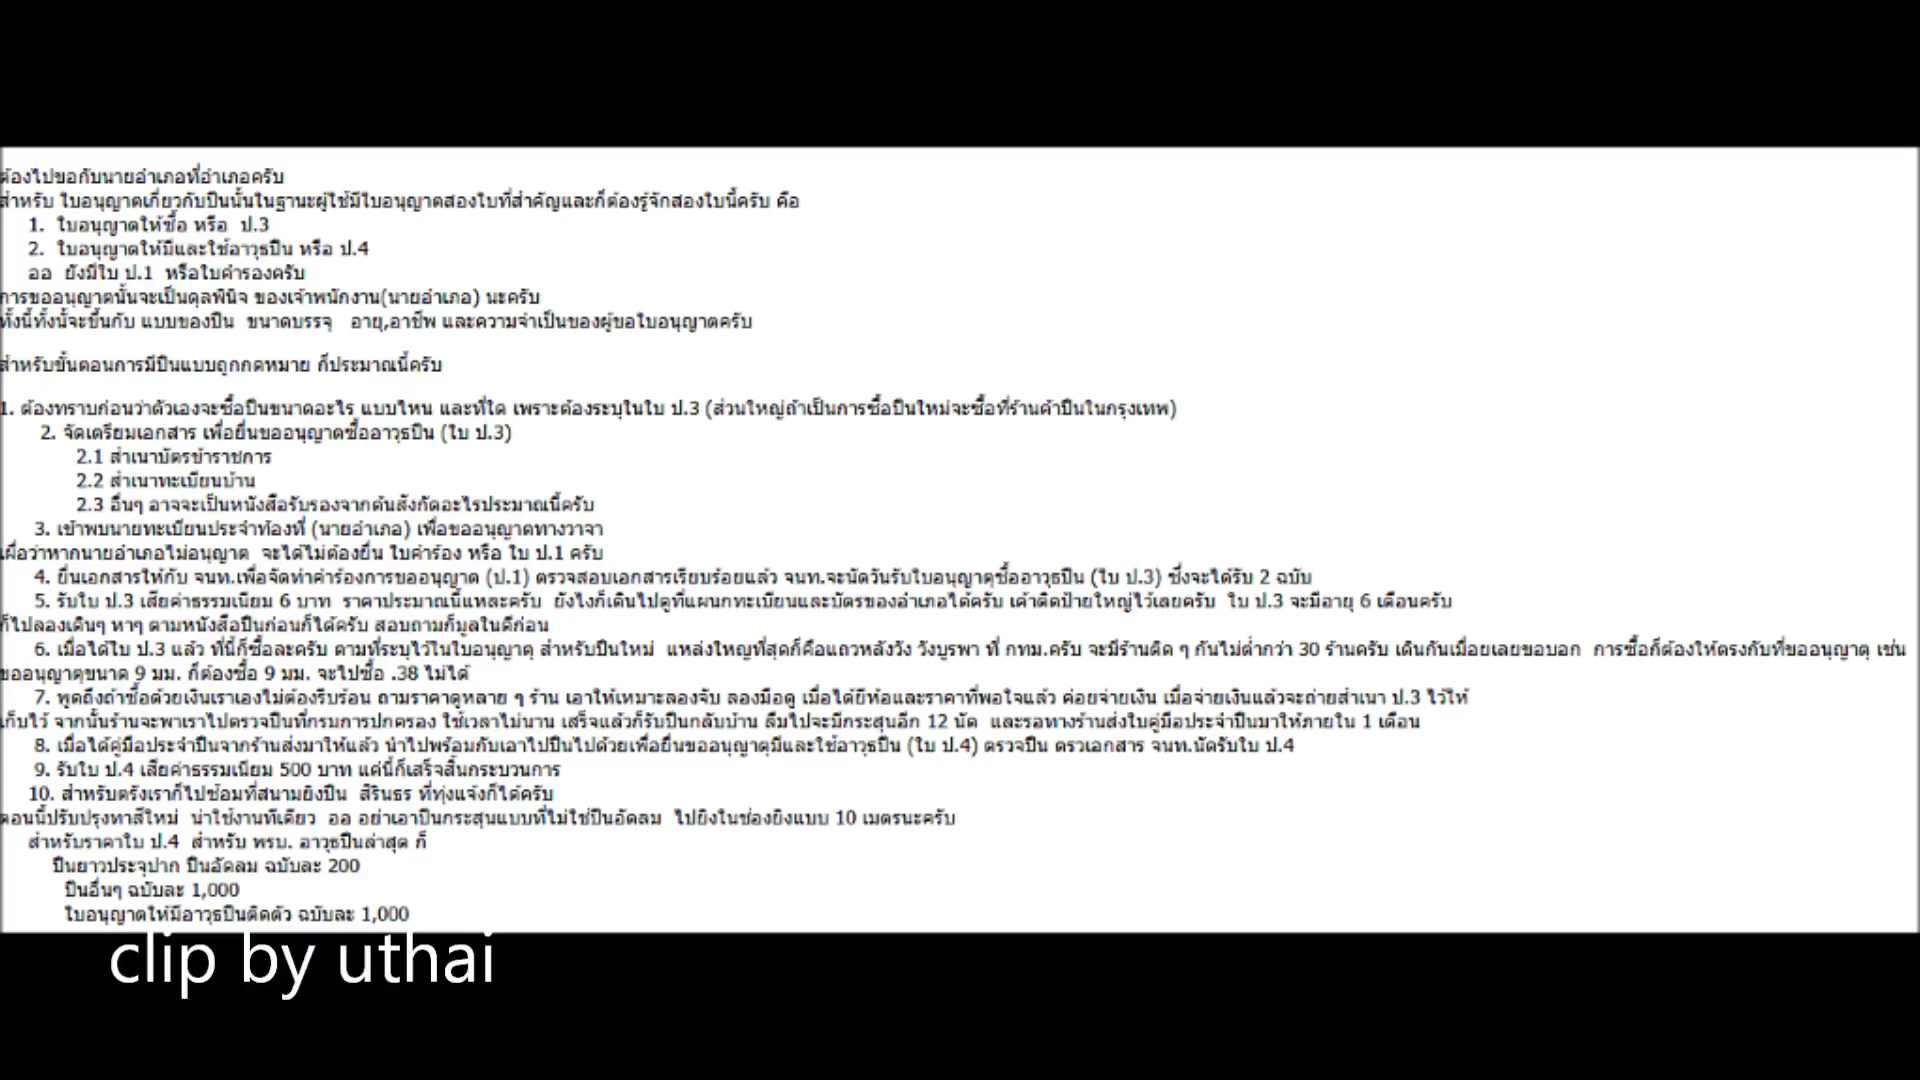 ต้องไปขอกับนายอำเภอที่อำเภอครับ
สำหรับ ใบอนุญาตเกี่ยวกับปืนนั้นในฐานะผู้ใช้มีใบอนุญาตสองใบที่สำคัญและก็ต้องรู้จักสองใบนี้ครับ คือ
1. ใบอนุญาตให้ซื้อ หรือ ป.3
2. ใบอนุญาตให้มีและใช้อาวุธปืน หรือ ป.4
ออ ยังมีใบ ป.1 หรือใบคำรองครับ
การขออนุญาตนั้นจะเป็นดุลพินิจ ของเจ้าพนักงาน(นายอำเภอ) นะครับ
ทั้งนี้ทั้งนั้จะขึ้นกับ แบบของปืน ขนาดบรรจุ อายุ,อาชีพ และความจำเป็นของผู้ขอใบอนุญาตครับ
สำหรับขั้นตอนการมีปืนแบบถูกกดหมาย ก็ประมาณนี้ครับ
1. ต้องทราบก่อนว่าตัวเองจะซื้อปืนขนาดอะไร แบบไหน และที่ใด เพราะต้องระบุในใบ ป.3 (ส่วนใหญ่ถ้าเป็นการซื้อปืนใหม่จะซื้อที่ร้านค้าปืนในกรุงเทพ)
2. จัดเตรียมเอกสาร เพื่อยื่นขออนุญาตซื้ออาวุธปืน (ใบ ป.3)
2.1 สำเนาบัตรข้าราชการ
2.2 สำเนาทะเบียนบ้าน
2.3 อื่นๆ อาจจะเป็นหนังสือรับรองจากต้นสังกัดอะไรประมาณนี้ครับ
3. เข้าพบนายทะเบียนประจำท้องที่ (นายอำเภอ) เพื่อขออนุญาตทางวาจา
เผื่อว่าหากนายอำเภอไม่อนุญาต จะได้ไม่ต้องยื่น ใบคำร้อง หรือ ใบ ป.1 ครับ
4. ยื่นเอกสารให้กับ จนท.เพื่อจัดทำคำร้องการขออนุญาต (ป.1) ตรวจสอบเอกสารเรียบร้อยแล้ว จนท.จะนัดวันรับใบอนุญาตุซื้ออาวุธปืน (ใบ ป.3) ซึ่งจะได้รับ 2 ฉบับ
5. รับใบ ป.3 เสียค่าธรรมเนียม 6 บาท ราคาประมาณนี้แหละครับ ยังไงก็เดินไปดูที่แผนกทะเบียนและบัตรของอำเภอได้ครับ เค้าติดป้ายใหญ่ไว้เลยครับ ใบ ป.3 จะมีอายุ 6 เดือนครับ
ก็ไปลองเดินๆ หาๆ ตามหนังสือปืนก่อนก็ได้ครับ สอบถามก็มูลในดีก่อน
6. เมื่อได้ใบ ป.3 แล้ว ที่นี้ก็ซื้อละครับ ตามที่ระบุไว้ในใบอนุญาตุ สำหรับปืนใหม่ แหล่งใหญ่ที่สุดก็คือแถวหลังวัง วังบูรพา ที่ กทม.ครับ จะมีร้านติด ๆ กันไม่ต่ำกว่า 30 ร้านครับ เดินกันเมื่อยเลยขอบอก การซื้อก็ต้องให้ตรงกับที่ขออนุญาตุ เช่น
ขออนุญาตุขนาด 9 มม. ก็ต้องซื้อ 9 มม. จะไปซื้อ .38 ไม่ได้
7. พูดถึงถ้าซื้อด้วยเงินเราเองไม่ต้องรีบร้อน ถามราคาดูหลาย ๆ ร้าน เอาให้เหมาะลองจับ ลองมือดู เมื่อได้ยี่ห้อและราคาที่พอใจแล้ว ค่อยจ่ายเงิน เมื่อจ่ายเงินแล้วจะถ่ายสำเนา ป.3 ไว้ให้
เก็บไว้ จากนั้นร้านจะพาเราไปตรวจปืนที่กรมการปกครอง ใช้เวลาไม่นาน เสร็จแล้วก็รับปืนกลับบ้าน ลืมไปจะมีกระสุนอีก 12 นัด และรอทางร้านส่งใบคู่มือประจำปืนมาให้ภายใน 1 เดือน
8. เมื่อได้คู่มือประจำปืนจากร้านส่งมาให้แล้ว นำไปพร้อมกับเอาไปปืนไปด้วยเพื่อยื่นขออนุญาตุมีและใช้อาวุธปืน (ใบ ป.4) ตรวจปืน ตรวเอกสาร จนท.นัดรับใบ ป.4
9. รับใบ ป.4 เสียค่าธรรมเนียม 500 บาท แค่นี้ก็เสร็จสิ้นกระบวนการ
10. สำหรับตรังเราก็ไปซ้อมที่สนามยิงปืน สิรินธร ที่ทุ่งแจ้งก็ได้ครับ
ตอนนี้ปรับปรุงทาสีใหม่ น่าใช้งานทีเดียว ออ อย่าเอาปืนกระสุนแบบที่ไม่ใช่ปืนอัดลม ไปยิงในช่องยิงแบบ 10 เมตรนะครับ
สำหรับราคาใบ ป.4 สำหรับ พรบ. อาวุธปืนล่าสุด ก็
ปืนยาวประจุปาก ปืนอัดลม ฉบับละ 200
ปืนอื่นๆ ฉบับละ 1,000
ใบอนุญาตให้มีอาวุธปืนติดตัว ฉบับละ 1,000
clip by uthai